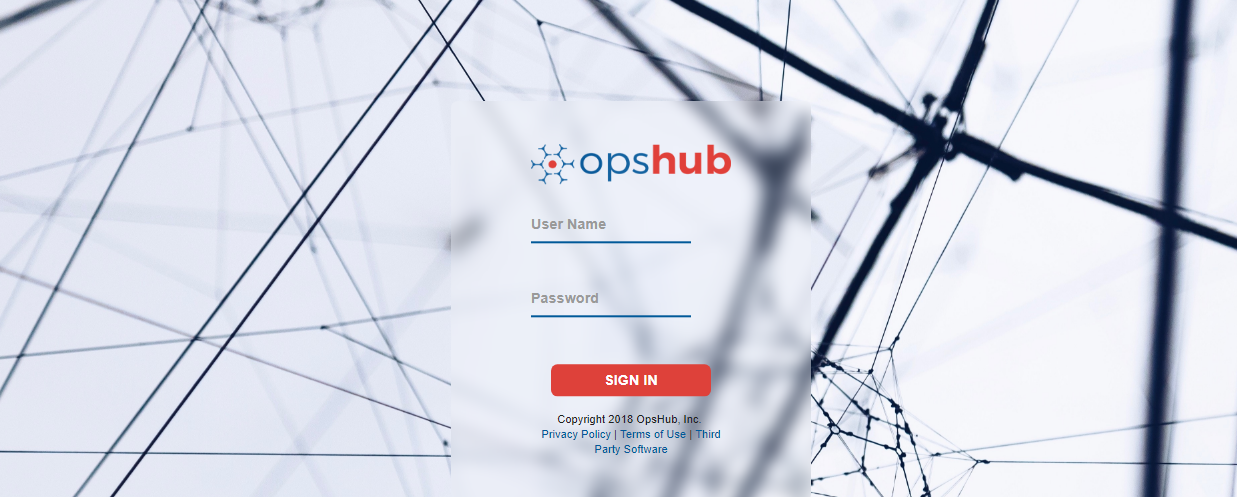 opshub
User Name
Password
SIGN IN
Copyright 2018 OpsHub, Inc.
Privacy Policy | Terms of Use | Third
Party Software